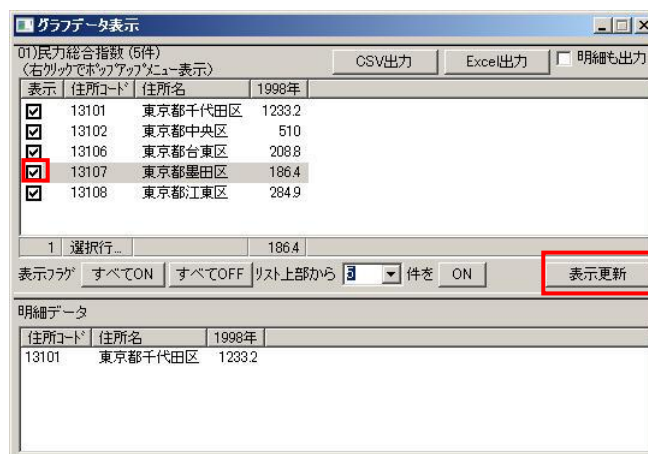 グラフデータ表示
01)民力総合指数 (5件)
(右クリックでポップアップメニュー表示)
CSV出力 Excel出力 明細も出力
表示 住所コード 住所名 1998年
13101 東京都千代田区 1233.2
13102 東京都中央区 510
13106 東京都台東区 208.8
13107 東京都墨田区 186.4
13108 東京都江東区 284.9
1 選択行... 186.4
表示フラグ すべてON すべてOFF リスト上部から 5 件を ON 表示更新
明細データ
住所コード 住所名 1998年
13101 東京都千代田区 1233.2